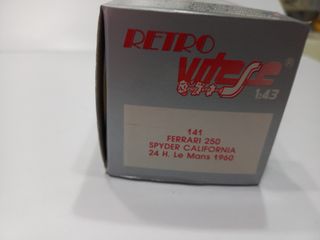 RETRO
Vitesse ®
1:43
141
FERRARI 250
SPYDER CALIFORNIA
24 H. Le Mans 1960